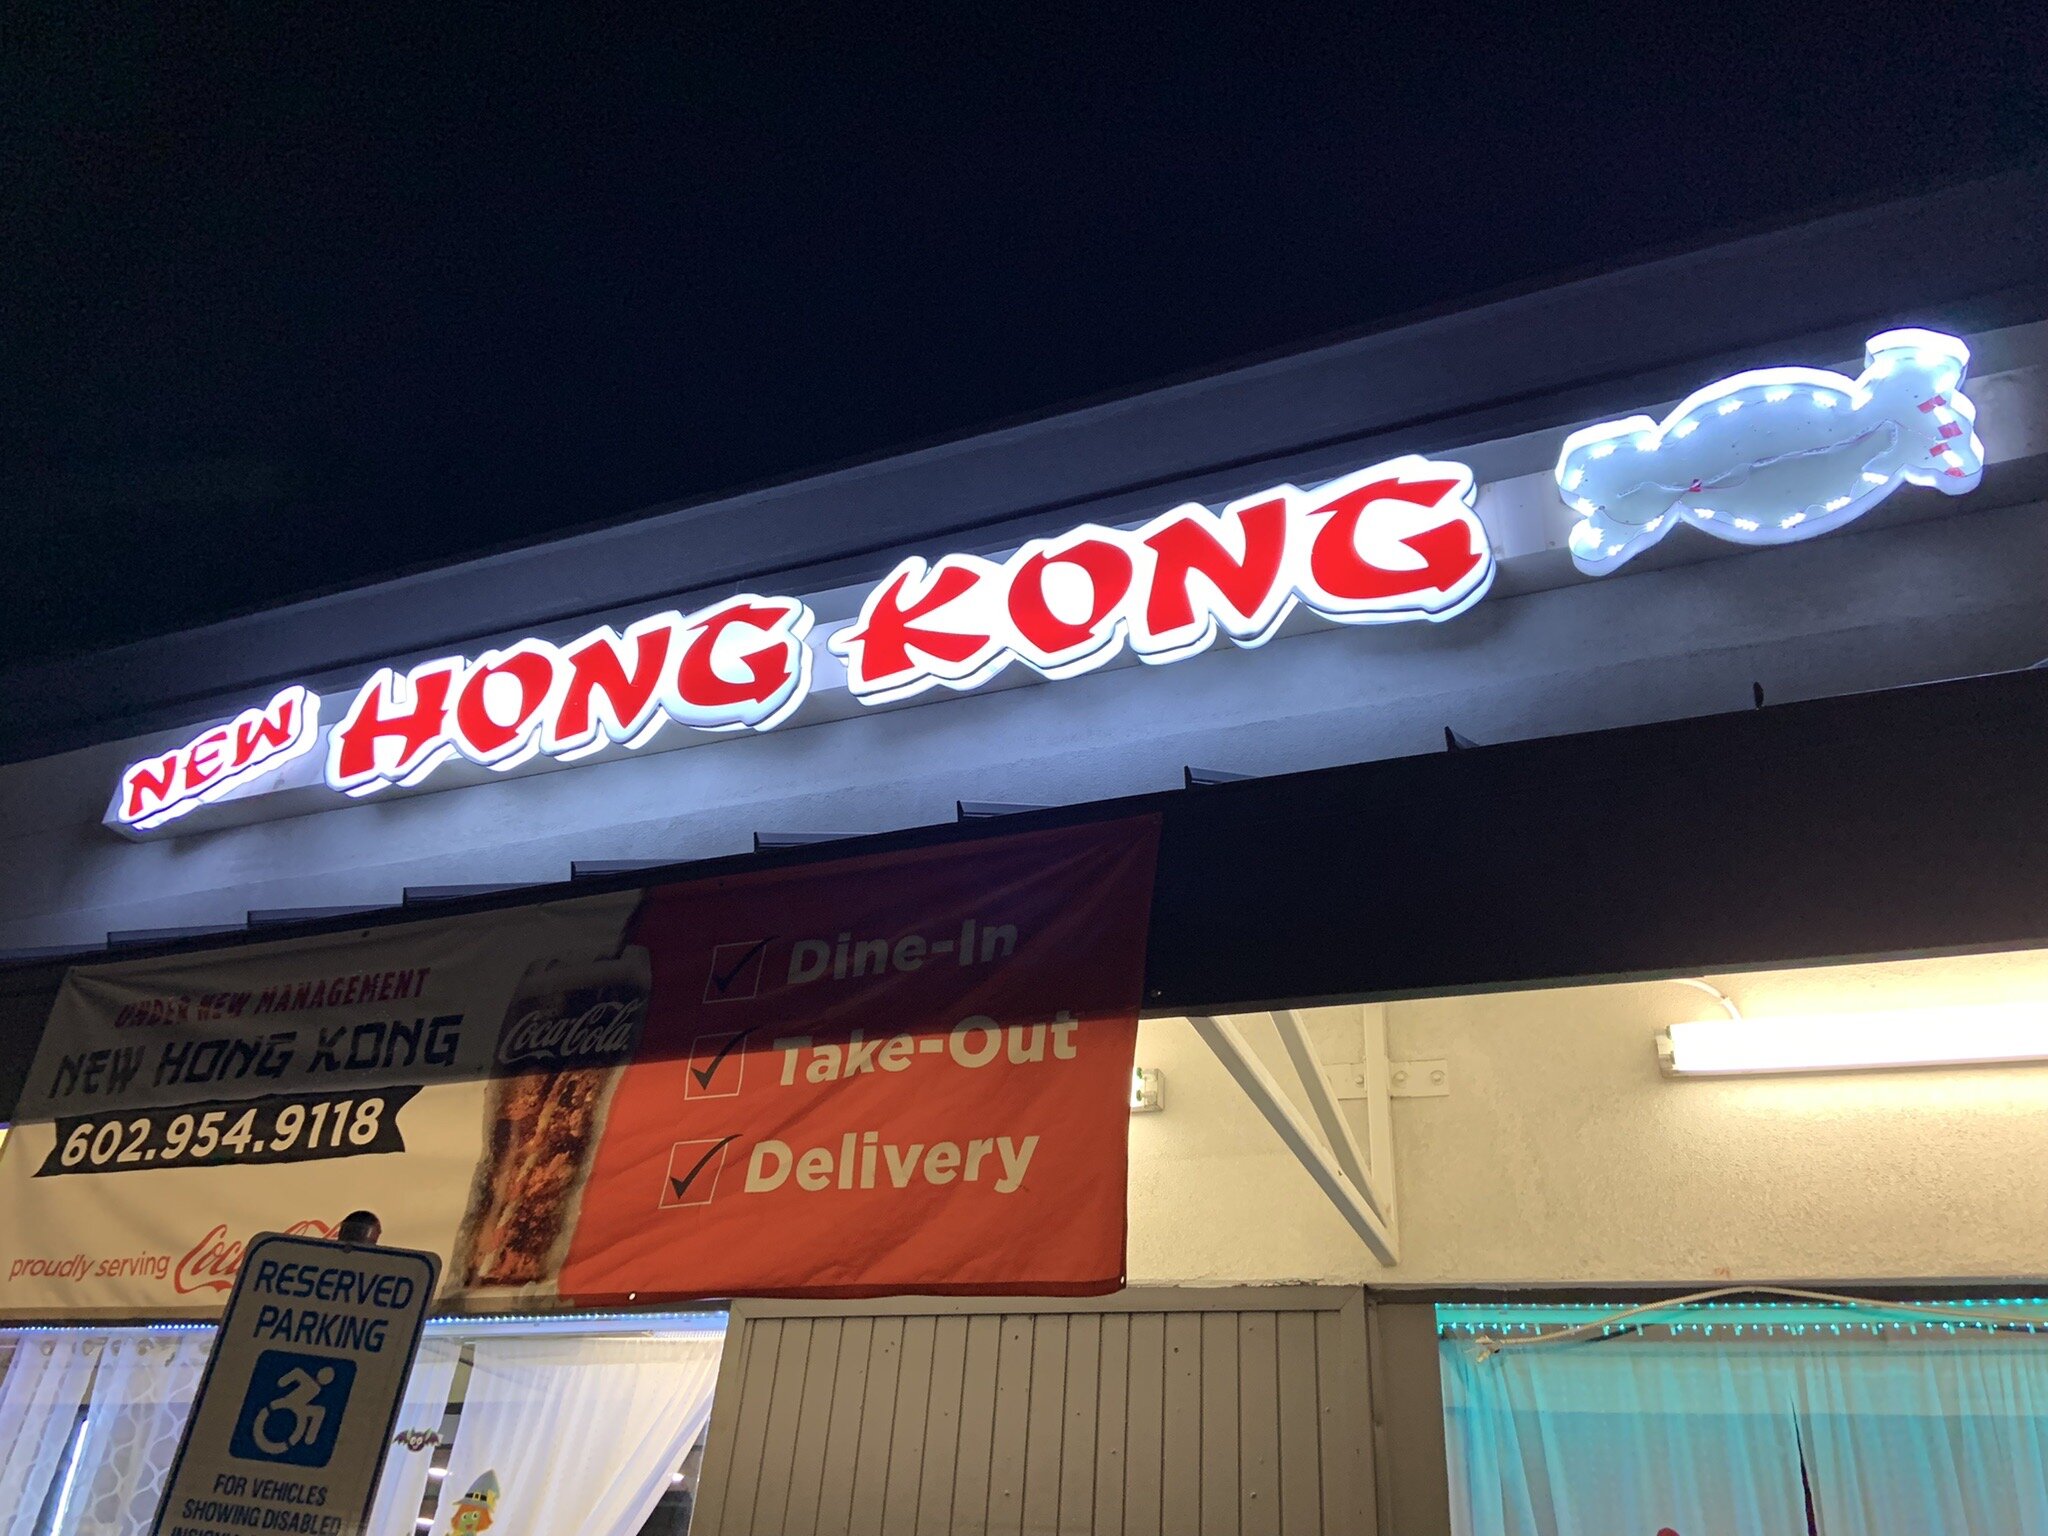 NEW HONG KONG
UNDER NEW MANAGEMENT
NEW HONG KONG
602.954.9118
proudly serving Coca
Coca-Cola
Dine-In
Take-Out
Delivery
RESERVED
PARKING
FOR VEHICLES
SHOWING DISABLED